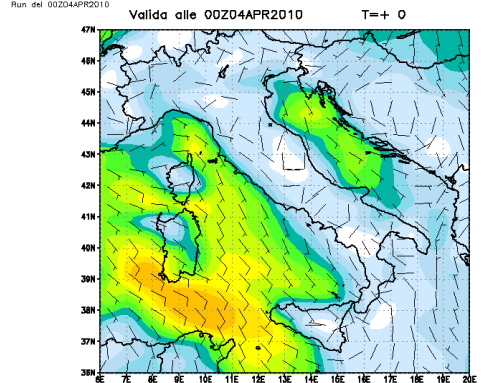 Run del 00Z04APR2010
Valida alle 00Z04APR2010 T=+ 0
47N
46N
45N
44N
43N
42N
41N
40N
39N
38N
37N
36N
6E 7E 8E 9E 10E 11E 12E 13E 14E 15E 16E 17E 18E 19E 20E